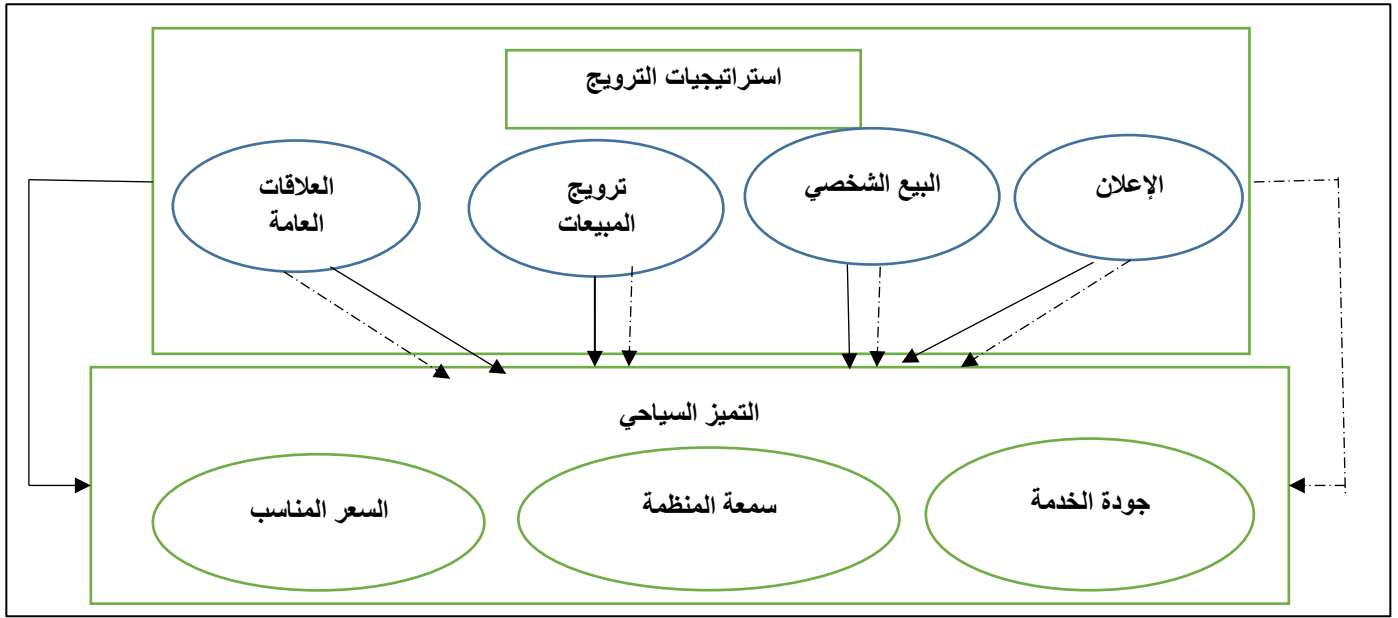 استراتيجيات الترويج
الإعلان
البيع الشخصي
ترويج
المبيعات
العلاقات
العامة
التميز السياحي
جودة الخدمة
سمعة المنظمة
السعر المناسب